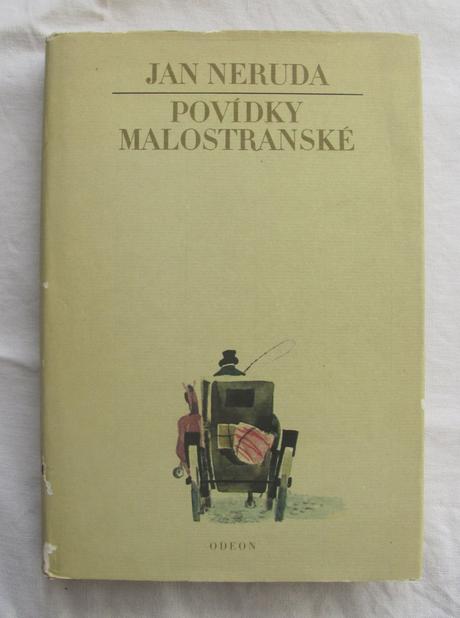 JAN NERUDA
POVÍDKY
MALOSTRANSKÉ
ODEON